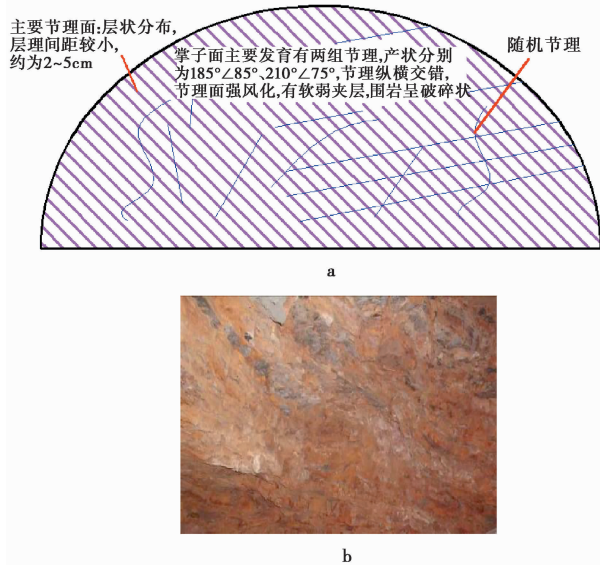 主要节理面:层状分布,
层理间距较小,
约为2~5cm
掌子面主要发育有两组节理,产状分别
为185°∠85°、210°∠75°,节理纵横交错,
节理面强风化,有软弱夹层,围岩呈破碎状
随机节理
a
b